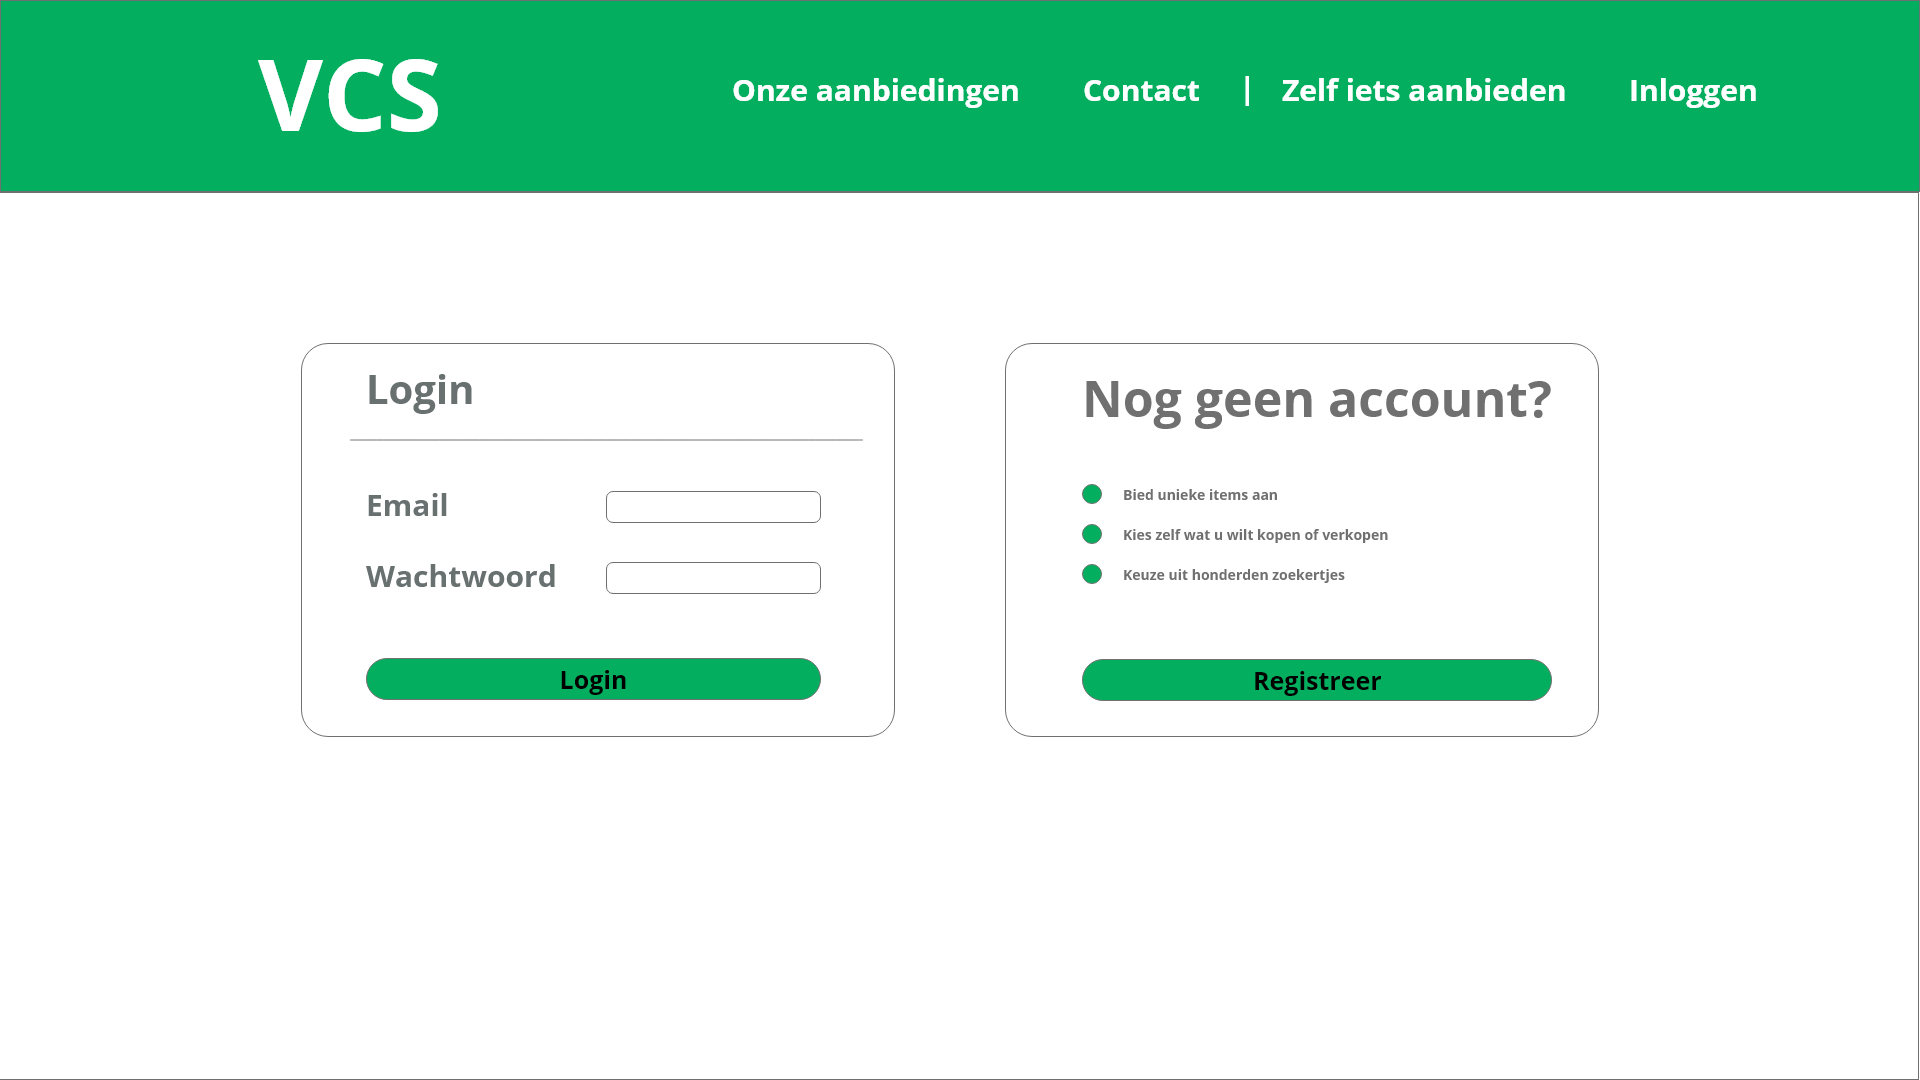 VCS
Onze aanbiedingen Contact | Zelf iets aanbieden Inloggen
Login
Email
Wachtwoord
Login
Nog geen account?
Bied unieke items aan
Kies zelf wat u wilt kopen of verkopen
Keuze uit honderden zoekertjes
Registreer